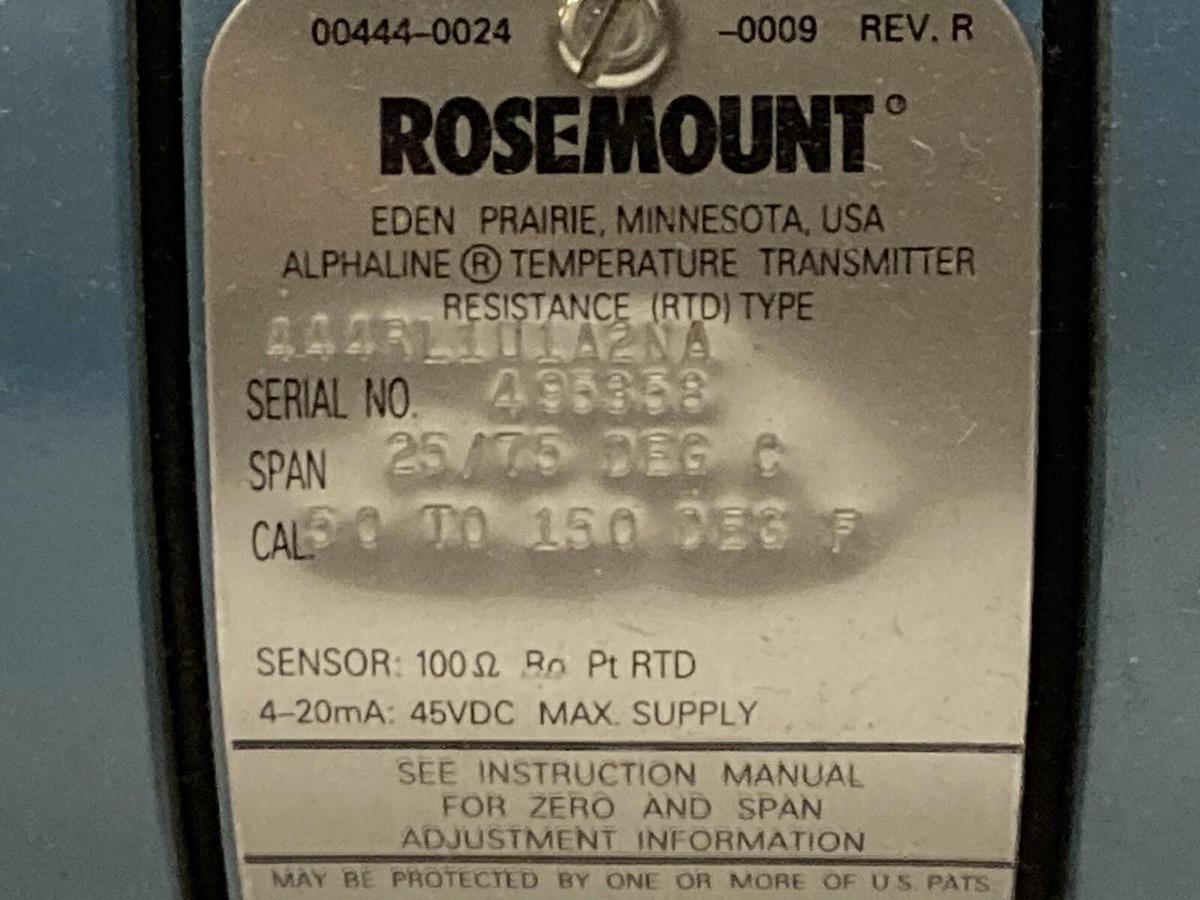 00444-0024 -0009 REV. R
ROSEMOUNT®
EDEN PRAIRIE, MINNESOTA, USA
ALPHALINE ® TEMPERATURE TRANSMITTER
RESISTANCE (RTD) TYPE
444RL1U1A2NA
SERIAL NO. 495358
SPAN 25/75 DEG C
CAL. 50 TO 150 DEG F
SENSOR: 100Ω Ro Pt RTD
4-20mA: 45VDC MAX. SUPPLY
SEE INSTRUCTION MANUAL
FOR ZERO AND SPAN
ADJUSTMENT INFORMATION
MAY BE PROTECTED BY ONE OR MORE OF U.S. PATS.